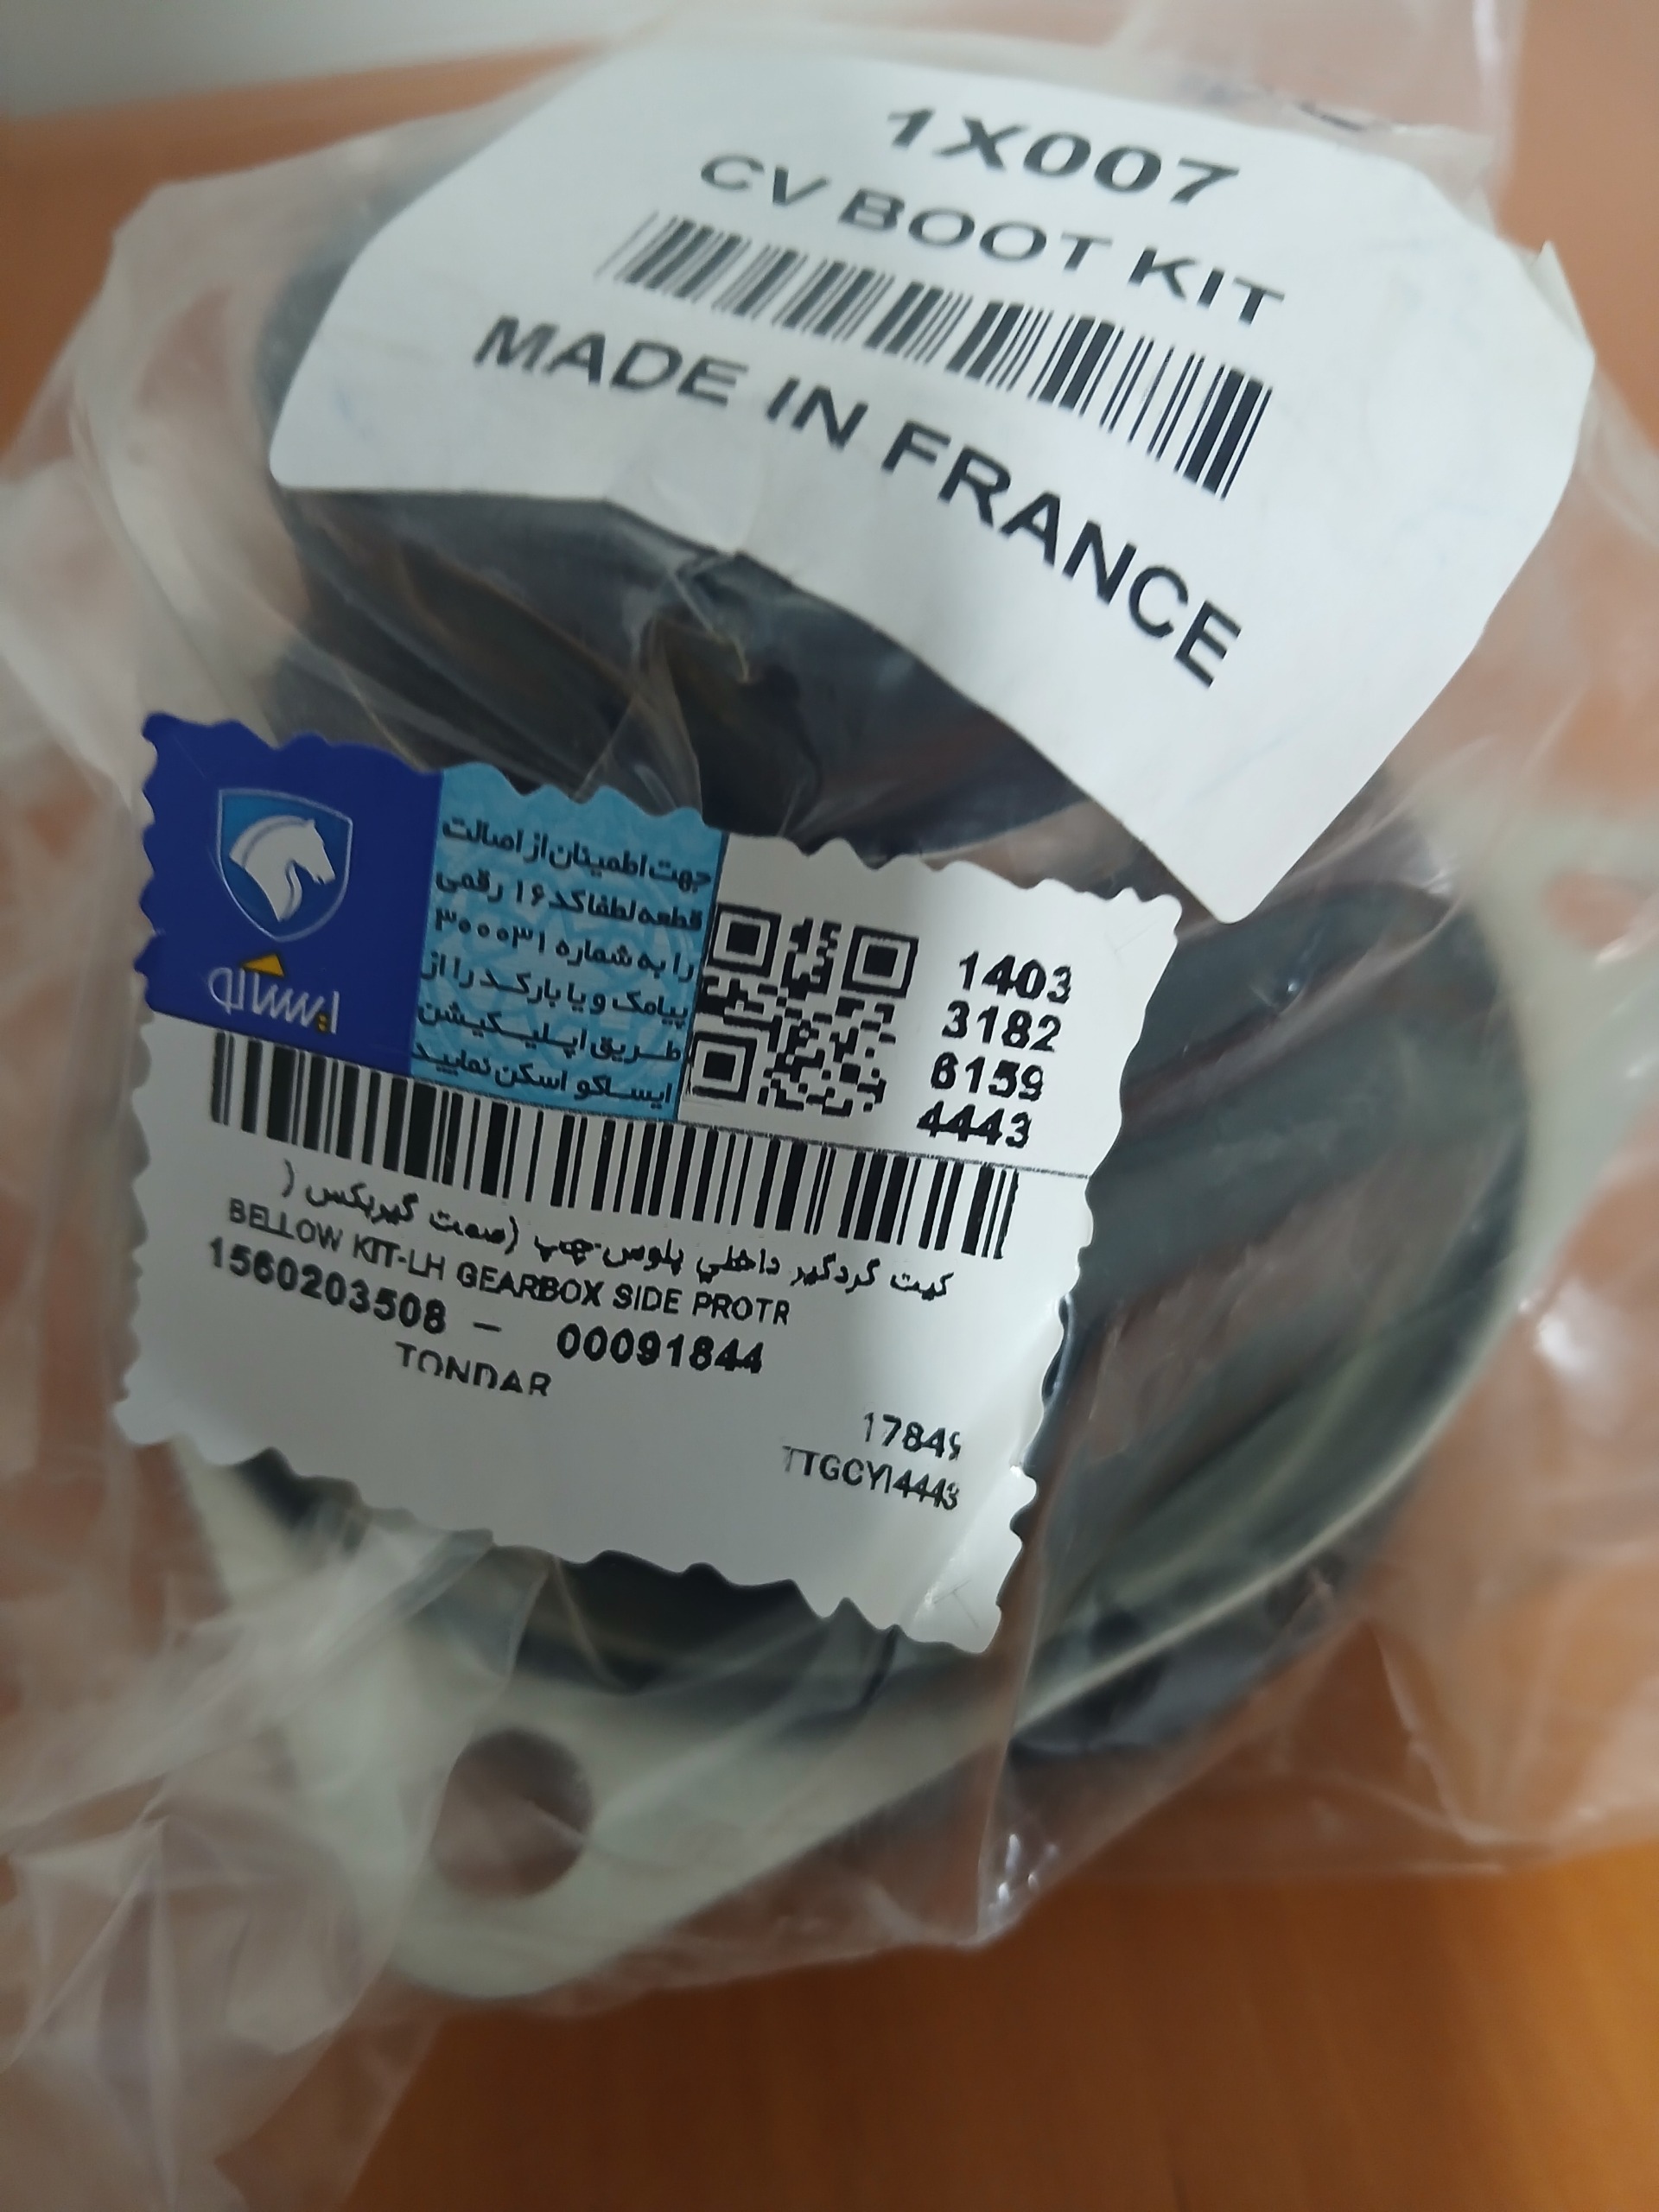 1X007
CV BOOT KIT
MADE IN FRANCE
ایساکو
جهت اطمینان از اصالت
قطعه لطفا کد ۱۶ رقمی
را به شماره ۳۰۰۰۳۱
پیامک و یا بارکد را از
طریق اپلیکیشن
ایساکو اسکن نمایید
1403
3182
6159
4443
کیت گردگیر داخلي پلوس چپ (سمت گیربکس )
BELLOW KIT-LH GEARBOX SIDE PROTR
1560203508 – 00091844
TONDAR
TTGCYI4443